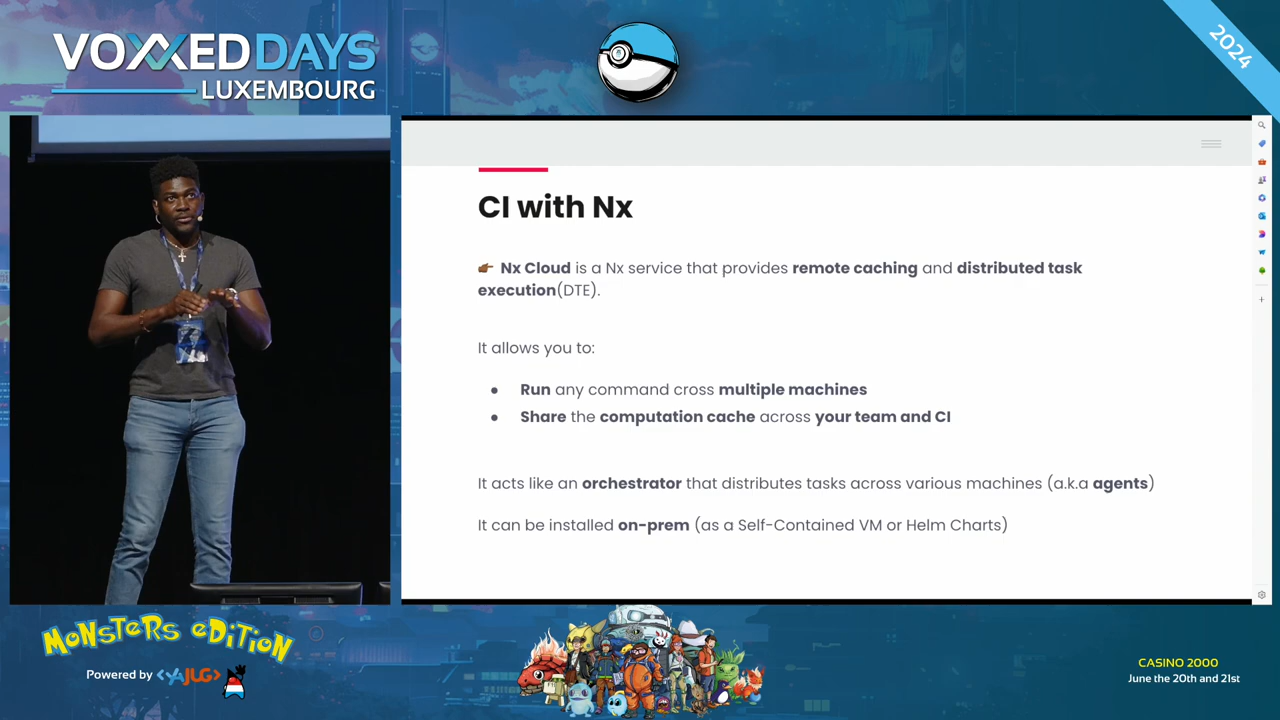 VOXXEDDAYS
LUXEMBOURG
2024
CI with Nx
Nx Cloud is a Nx service that provides remote caching and distributed task
execution(DTE).
It allows you to:
● Run any command cross multiple machines
● Share the computation cache across your team and CI
It acts like an orchestrator that distributes tasks across various machines (a.k.a agents)
It can be installed on-prem (as a Self-Contained VM or Helm Charts)
MONSTERS EDITION
Powered by <YAJUG>
CASINO 2000
June the 20th and 21st